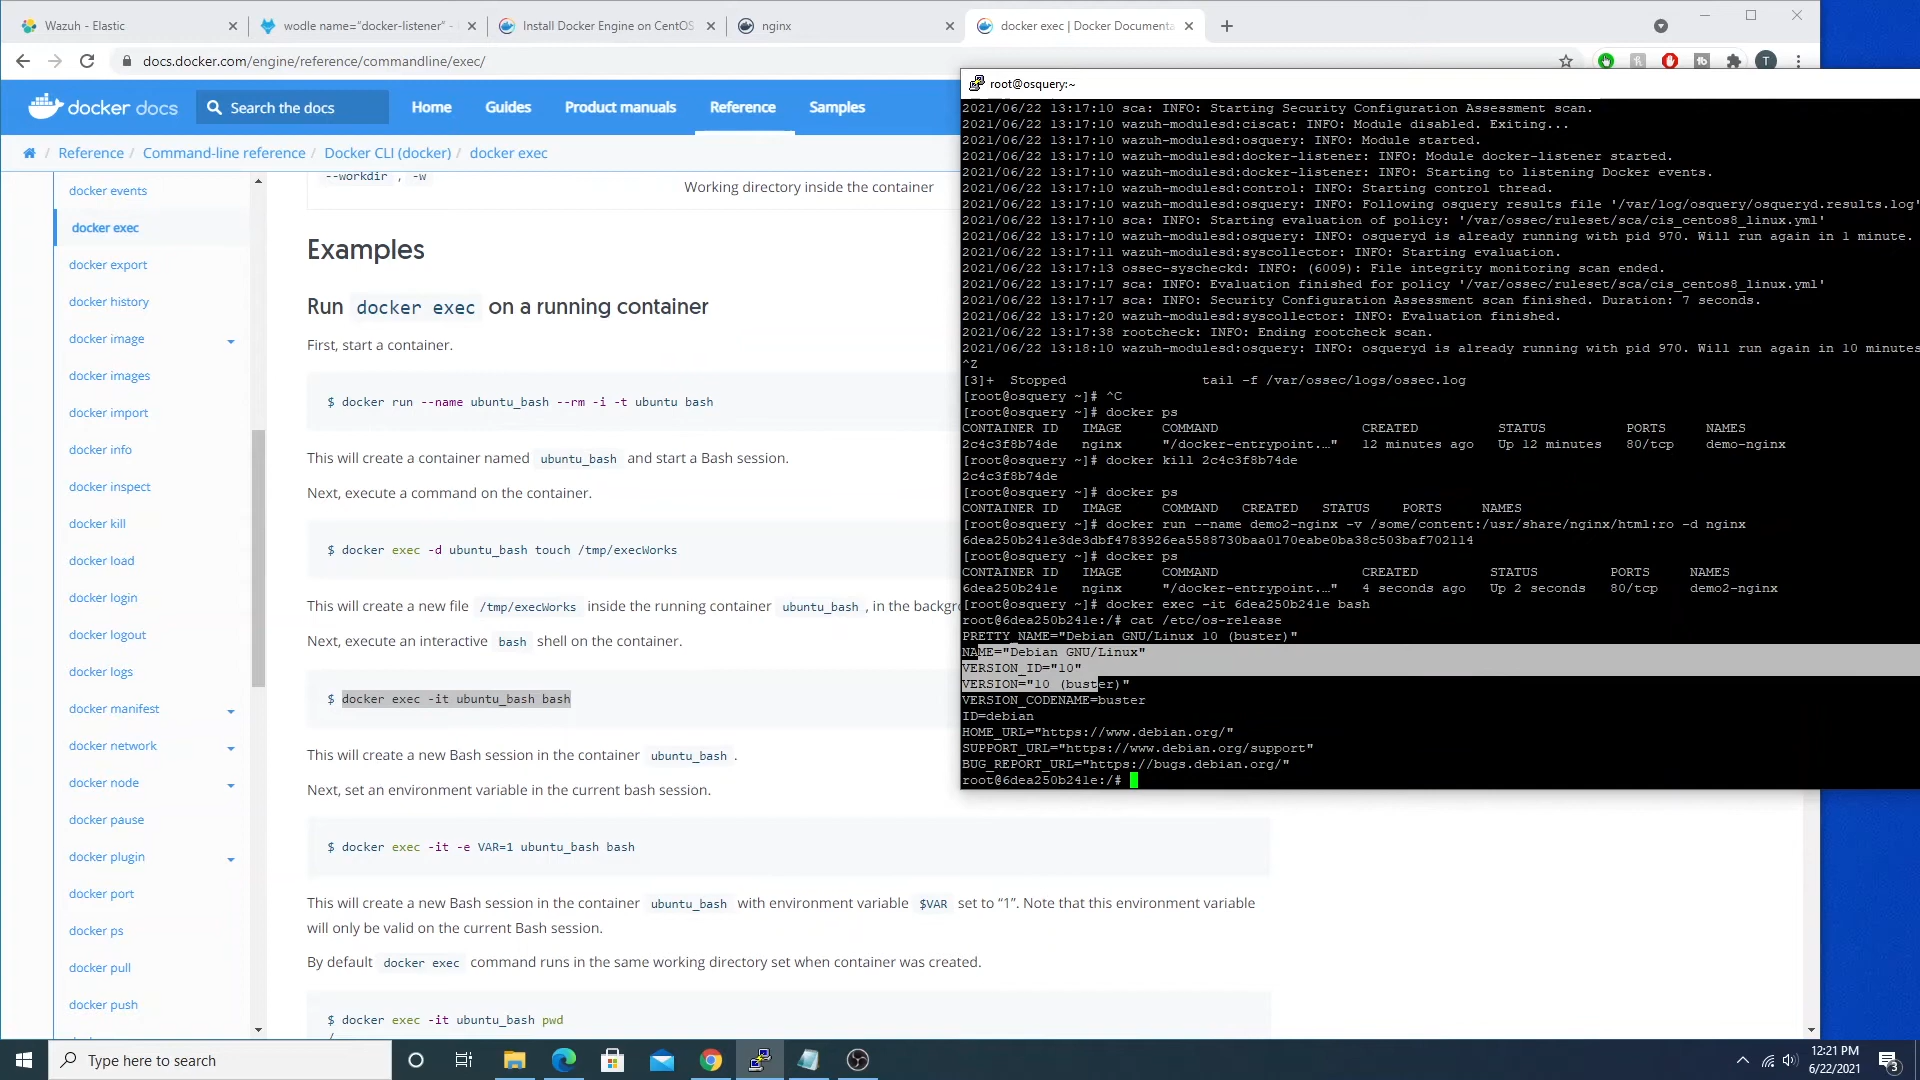 Wazuh - Elastic
wodle name="docker-listener" -
Install Docker Engine on CentOS
nginx
docker exec | Docker Documenta
docs.docker.com/engine/reference/commandline/exec/
T
docker docs
Search the docs
Home
Guides
Product manuals
Reference
Samples
/ Reference / Command-line reference / Docker CLI (docker) / docker exec
docker events
docker exec
docker export
docker history
docker image
docker images
docker import
docker info
docker inspect
docker kill
docker load
docker login
docker logout
docker logs
docker manifest
docker network
docker node
docker pause
docker plugin
docker port
docker ps
docker pull
docker push
--workdir , -w
Working directory inside the container
Examples
Run docker exec on a running container
First, start a container.
$ docker run --name ubuntu_bash --rm -i -t ubuntu bash
This will create a container named ubuntu_bash and start a Bash session.
Next, execute a command on the container.
$ docker exec -d ubuntu_bash touch /tmp/execWorks
This will create a new file /tmp/execWorks inside the running container ubuntu_bash , in the backgro
Next, execute an interactive bash shell on the container.
$ docker exec -it ubuntu_bash bash
This will create a new Bash session in the container ubuntu_bash .
Next, set an environment variable in the current bash session.
$ docker exec -it -e VAR=1 ubuntu_bash bash
This will create a new Bash session in the container ubuntu_bash with environment variable $VAR set to “1”. Note that this environment variable
will only be valid on the current Bash session.
By default docker exec command runs in the same working directory set when container was created.
$ docker exec -it ubuntu_bash pwd
/
root@osquery:~
2021/06/22 13:17:10 sca: INFO: Starting Security Configuration Assessment scan.
2021/06/22 13:17:10 wazuh-modulesd:ciscat: INFO: Module disabled. Exiting...
2021/06/22 13:17:10 wazuh-modulesd:osquery: INFO: Module started.
2021/06/22 13:17:10 wazuh-modulesd:docker-listener: INFO: Module docker-listener started.
2021/06/22 13:17:10 wazuh-modulesd:docker-listener: INFO: Starting to listening Docker events.
2021/06/22 13:17:10 wazuh-modulesd:control: INFO: Starting control thread.
2021/06/22 13:17:10 wazuh-modulesd:osquery: INFO: Following osquery results file '/var/log/osquery/osqueryd.results.log'
2021/06/22 13:17:10 sca: INFO: Starting evaluation of policy: '/var/ossec/ruleset/sca/cis_centos8_linux.yml'
2021/06/22 13:17:10 wazuh-modulesd:osquery: INFO: osqueryd is already running with pid 970. Will run again in 1 minute.
2021/06/22 13:17:11 wazuh-modulesd:syscollector: INFO: Starting evaluation.
2021/06/22 13:17:13 ossec-syscheckd: INFO: (6009): File integrity monitoring scan ended.
2021/06/22 13:17:17 sca: INFO: Evaluation finished for policy '/var/ossec/ruleset/sca/cis_centos8_linux.yml'
2021/06/22 13:17:17 sca: INFO: Security Configuration Assessment scan finished. Duration: 7 seconds.
2021/06/22 13:17:20 wazuh-modulesd:syscollector: INFO: Evaluation finished.
2021/06/22 13:17:38 rootcheck: INFO: Ending rootcheck scan.
2021/06/22 13:18:10 wazuh-modulesd:osquery: INFO: osqueryd is already running with pid 970. Will run again in 10 minutes
^Z
[3]+ Stopped tail -f /var/ossec/logs/ossec.log
[root@osquery ~]# ^C
[root@osquery ~]# docker ps
CONTAINER ID IMAGE COMMAND CREATED STATUS PORTS NAMES
2c4c3f8b74de nginx "/docker-entrypoint.…" 12 minutes ago Up 12 minutes 80/tcp demo-nginx
[root@osquery ~]# docker kill 2c4c3f8b74de
2c4c3f8b74de
[root@osquery ~]# docker ps
CONTAINER ID IMAGE COMMAND CREATED STATUS PORTS NAMES
[root@osquery ~]# docker run --name demo2-nginx -v /some/content:/usr/share/nginx/html:ro -d nginx
6dea250b241e3de3dbf4783926ea5588730baa0170eabe0ba38c503baf702114
[root@osquery ~]# docker ps
CONTAINER ID IMAGE COMMAND CREATED STATUS PORTS NAMES
6dea250b241e nginx "/docker-entrypoint.…" 4 seconds ago Up 2 seconds 80/tcp demo2-nginx
[root@osquery ~]# docker exec -it 6dea250b241e bash
root@6dea250b241e:/# cat /etc/os-release
PRETTY_NAME="Debian GNU/Linux 10 (buster)"
NAME="Debian GNU/Linux"
VERSION_ID="10"
VERSION="10 (buster)"
VERSION_CODENAME=buster
ID=debian
HOME_URL="https://www.debian.org/"
SUPPORT_URL="https://www.debian.org/support"
BUG_REPORT_URL="https://bugs.debian.org/"
root@6dea250b241e:/#
Type here to search
12:21 PM
6/22/2021
3